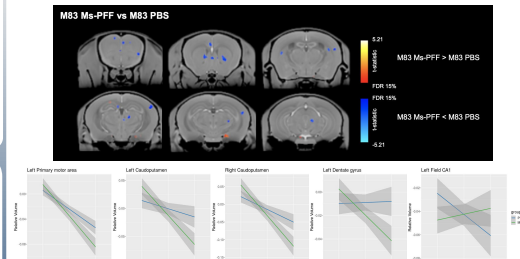 M83 Ms-PFF vs M83 PBS
5.21
t-statistic
M83 Ms-PFF > M83 PBS
FDR 15%
FDR 15%
t-statistic
M83 Ms-PFF < M83 PBS
-5.21
Left Primary motor area
Left Caudoputamen
Right Caudoputamen
Left Dentate gyrus
Left Field CA1
Relative Volume
Relative Volume
Relative Volume
Relative Volume
Relative Volume
group